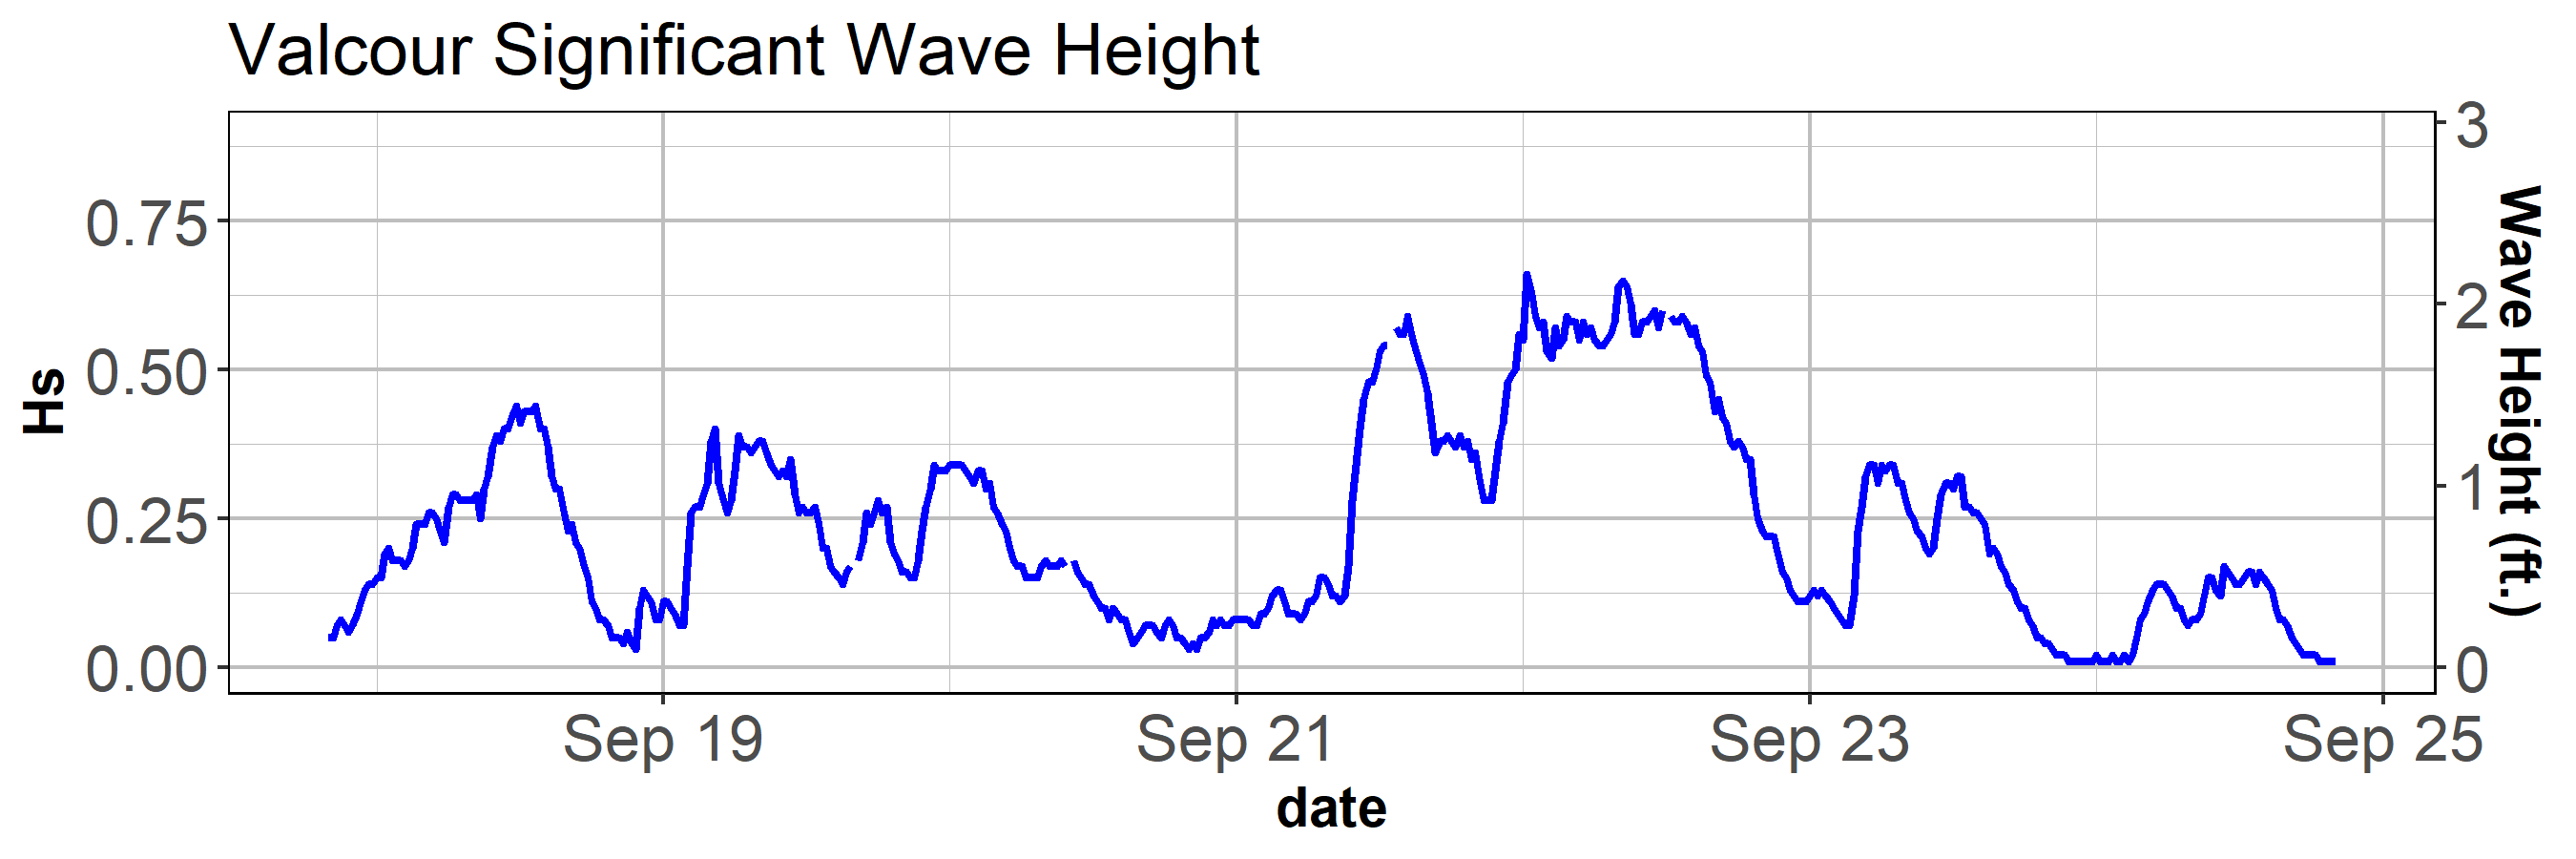 Valcour Significant Wave Height
Hs
0.75
0.50
0.25
0.00
3
2
1
0
Wave Height (ft.)
Sep 19 Sep 21 Sep 23 Sep 25
date